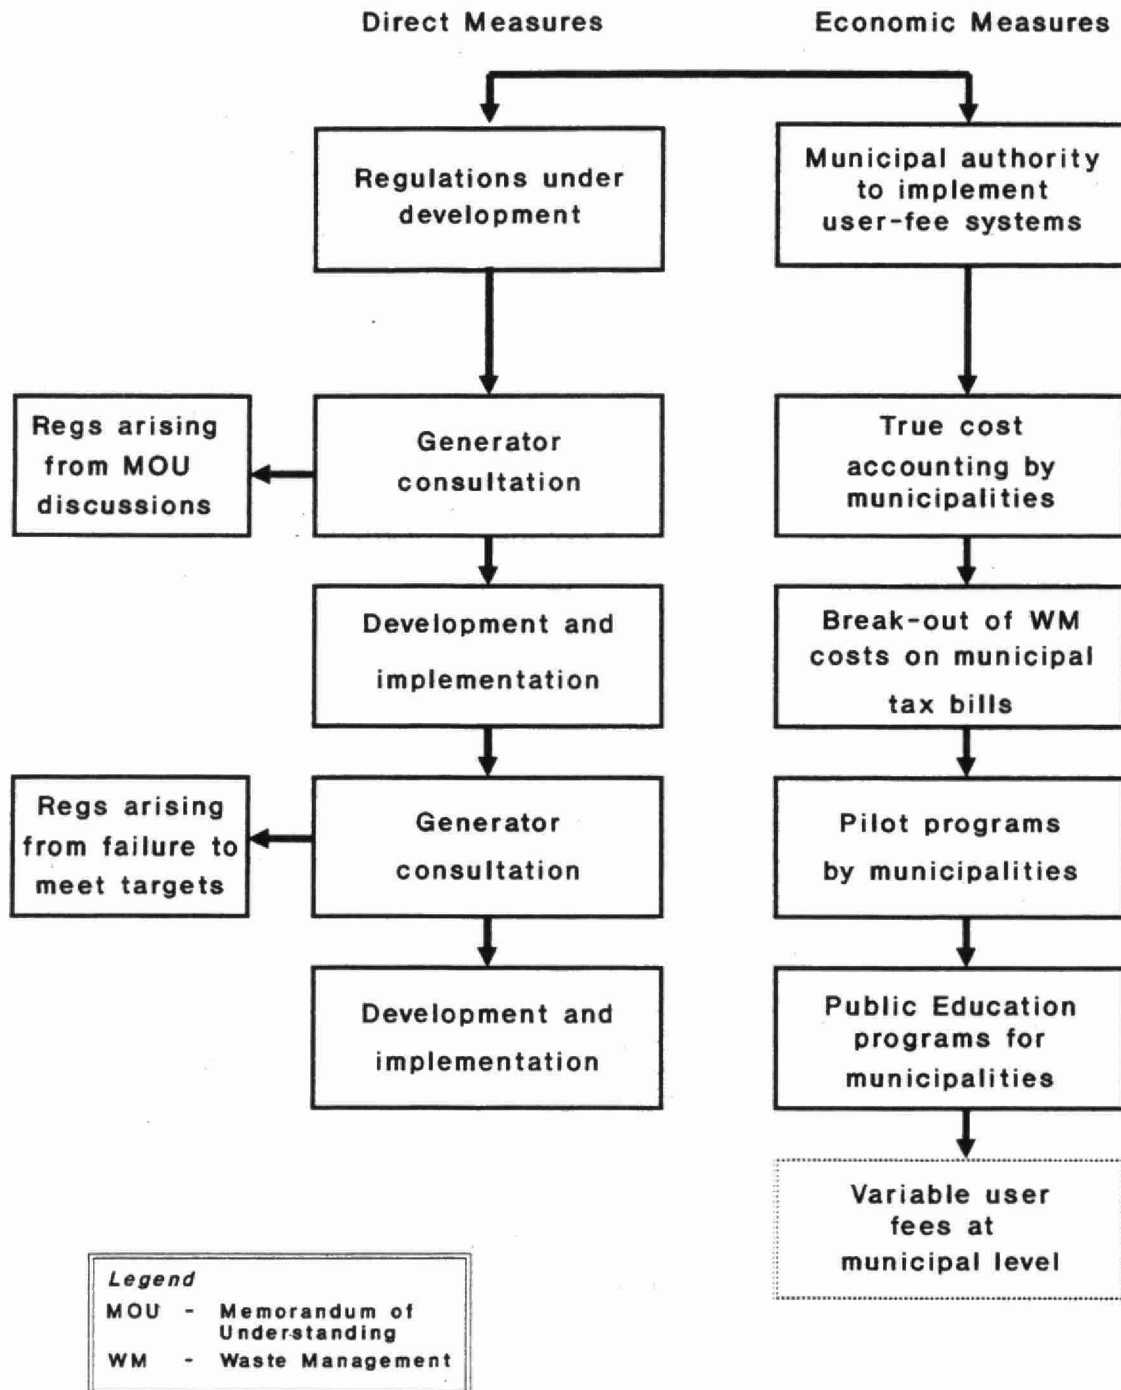 Direct Measures
Economic Measures
Regulations under
development
Municipal authority
to implement
user-fee systems
Regs arising
from MOU
discussions
Generator
consultation
True cost
accounting by
municipalities
Development and
implementation
Break-out of WM
costs on municipal
tax bills
Regs arising
from failure to
meet targets
Generator
consultation
Pilot programs
by municipalities
Development and
implementation
Public Education
programs for
municipalities
Variable user
fees at
municipal level
Legend
MOU - Memorandum of
Understanding
WM - Waste Management